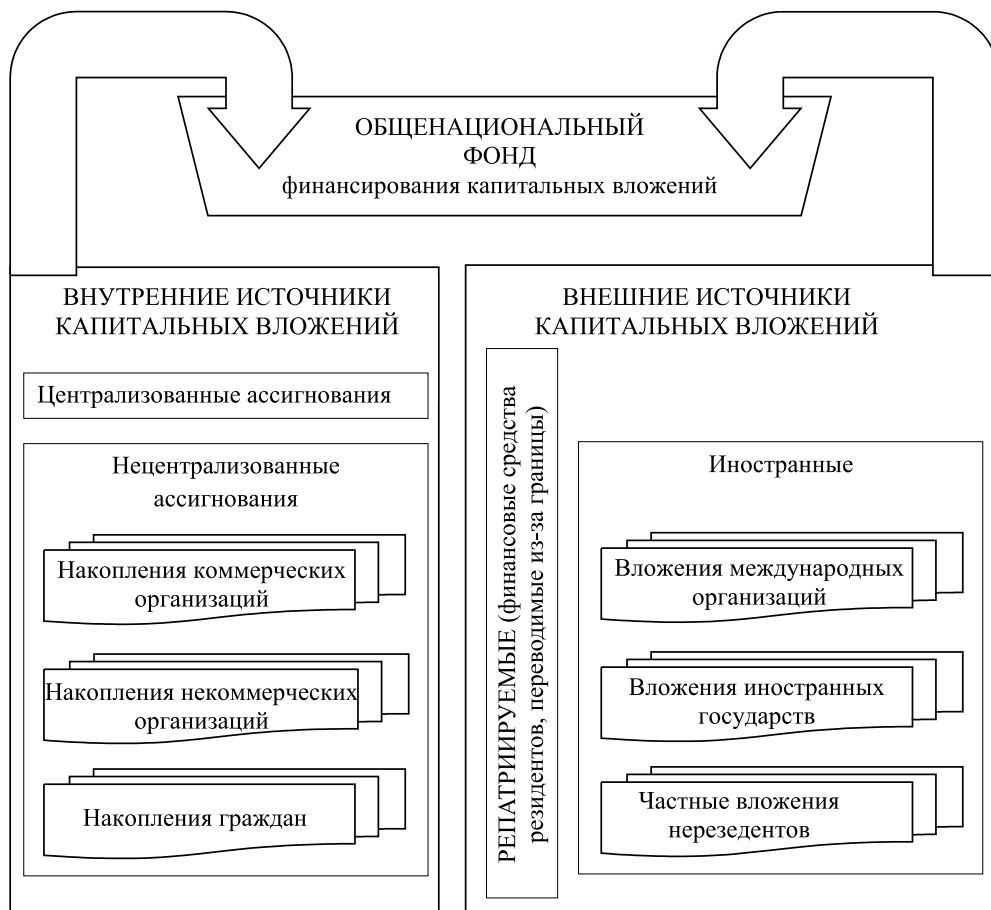 ОБЩЕНАЦИОНАЛЬНЫЙ
ФОНД
финансирования капитальных вложений
ВНУТРЕННИЕ ИСТОЧНИКИ
КАПИТАЛЬНЫХ ВЛОЖЕНИЙ
Централизованные ассигнования
Нецентрализованные
ассигнования
Накопления коммерческих
организаций
Накопления некоммерческих
организаций
Накопления граждан
ВНЕШНИЕ ИСТОЧНИКИ
КАПИТАЛЬНЫХ ВЛОЖЕНИЙ
РЕПАТРИИРУЕМЫЕ (финансовые средства
резидентов, переводимые из-за границы)
Иностранные
Вложения международных
организаций
Вложения иностранных
государств
Частные вложения
нерезедентов